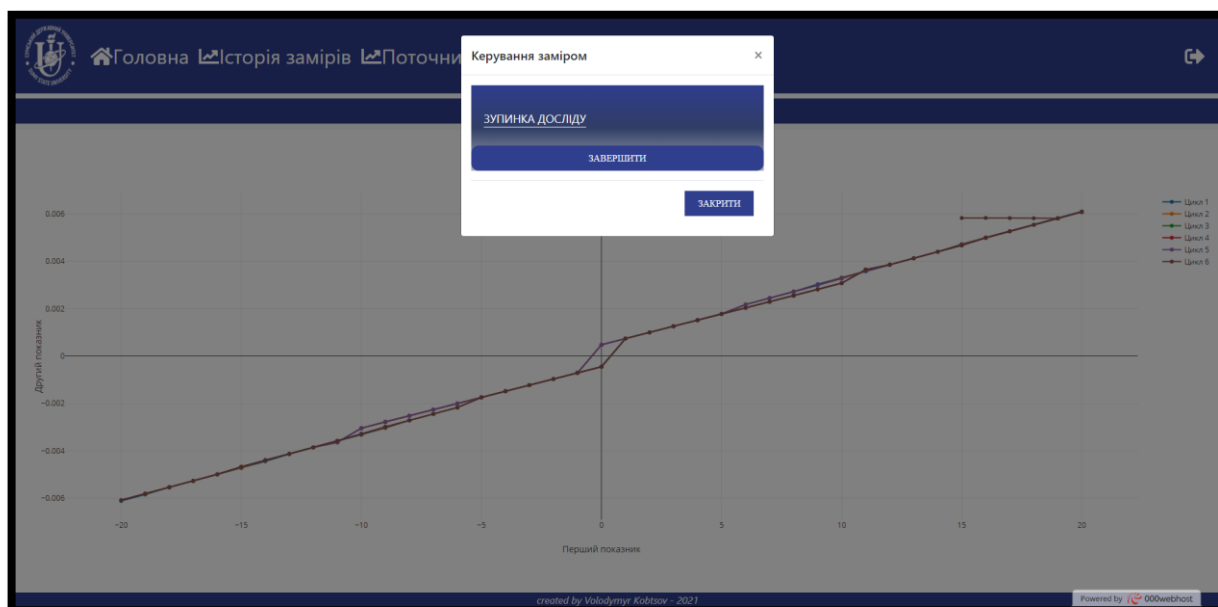 Головна Історія замірів Поточни
Керування заміром
×
ЗУПИНКА ДОСЛІДУ
ЗАВЕРШИТИ
ЗАКРИТИ
0.006
0.004
0.002
0
−0.002
−0.004
−0.006
Другий показник
−20 −15 −10 −5 0 5 10 15 20
Перший показник
Цикл 1
Цикл 2
Цикл 3
Цикл 4
Цикл 5
Цикл 6
created by Volodymyr Kobtsov - 2021
Powered by 000webhost